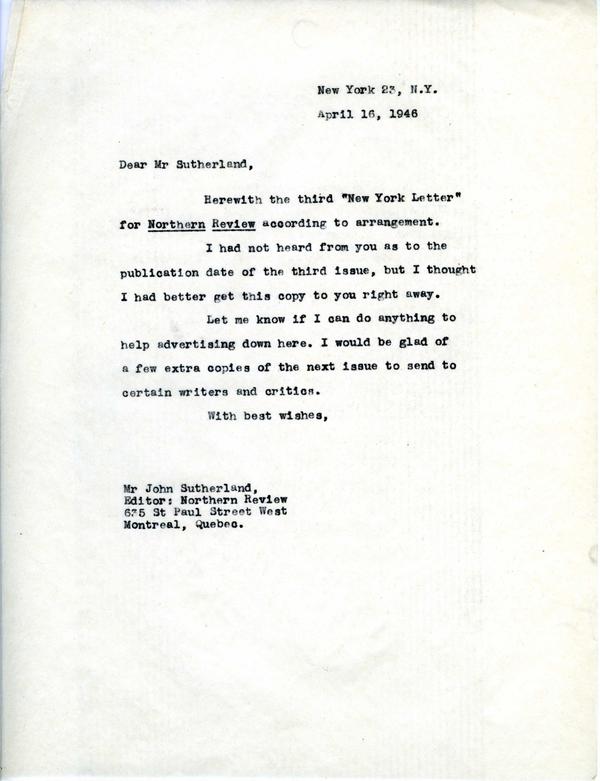 New York 23, N.Y.
April 16, 1946
Dear Mr Sutherland,
Herewith the third "New York Letter"
for Northern Review according to arrangement.
I had not heard from you as to the
publication date of the third issue, but I thought
I had better get this copy to you right away.
Let me know if I can do anything to
help advertising down here. I would be glad of
a few extra copies of the next issue to send to
certain writers and critics.
With best wishes,
Mr John Sutherland,
Editor: Northern Review
635 St Paul Street West
Montreal, Quebec.